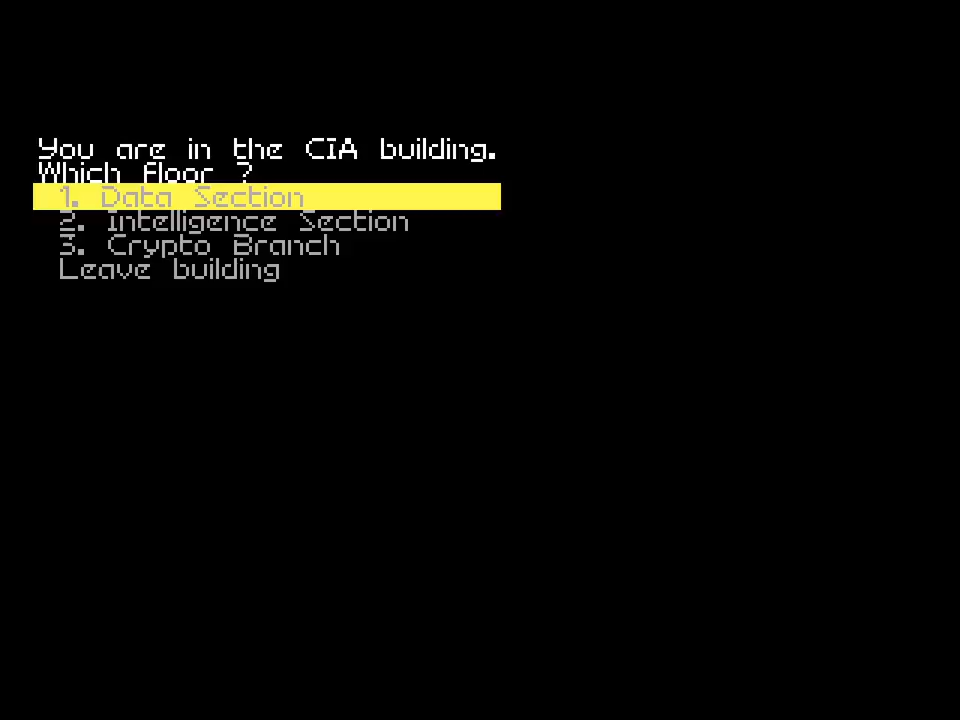 You are in the CIA building.
Which floor ?
1. Data Section
2. Intelligence Section
3. Crypto Branch
Leave building